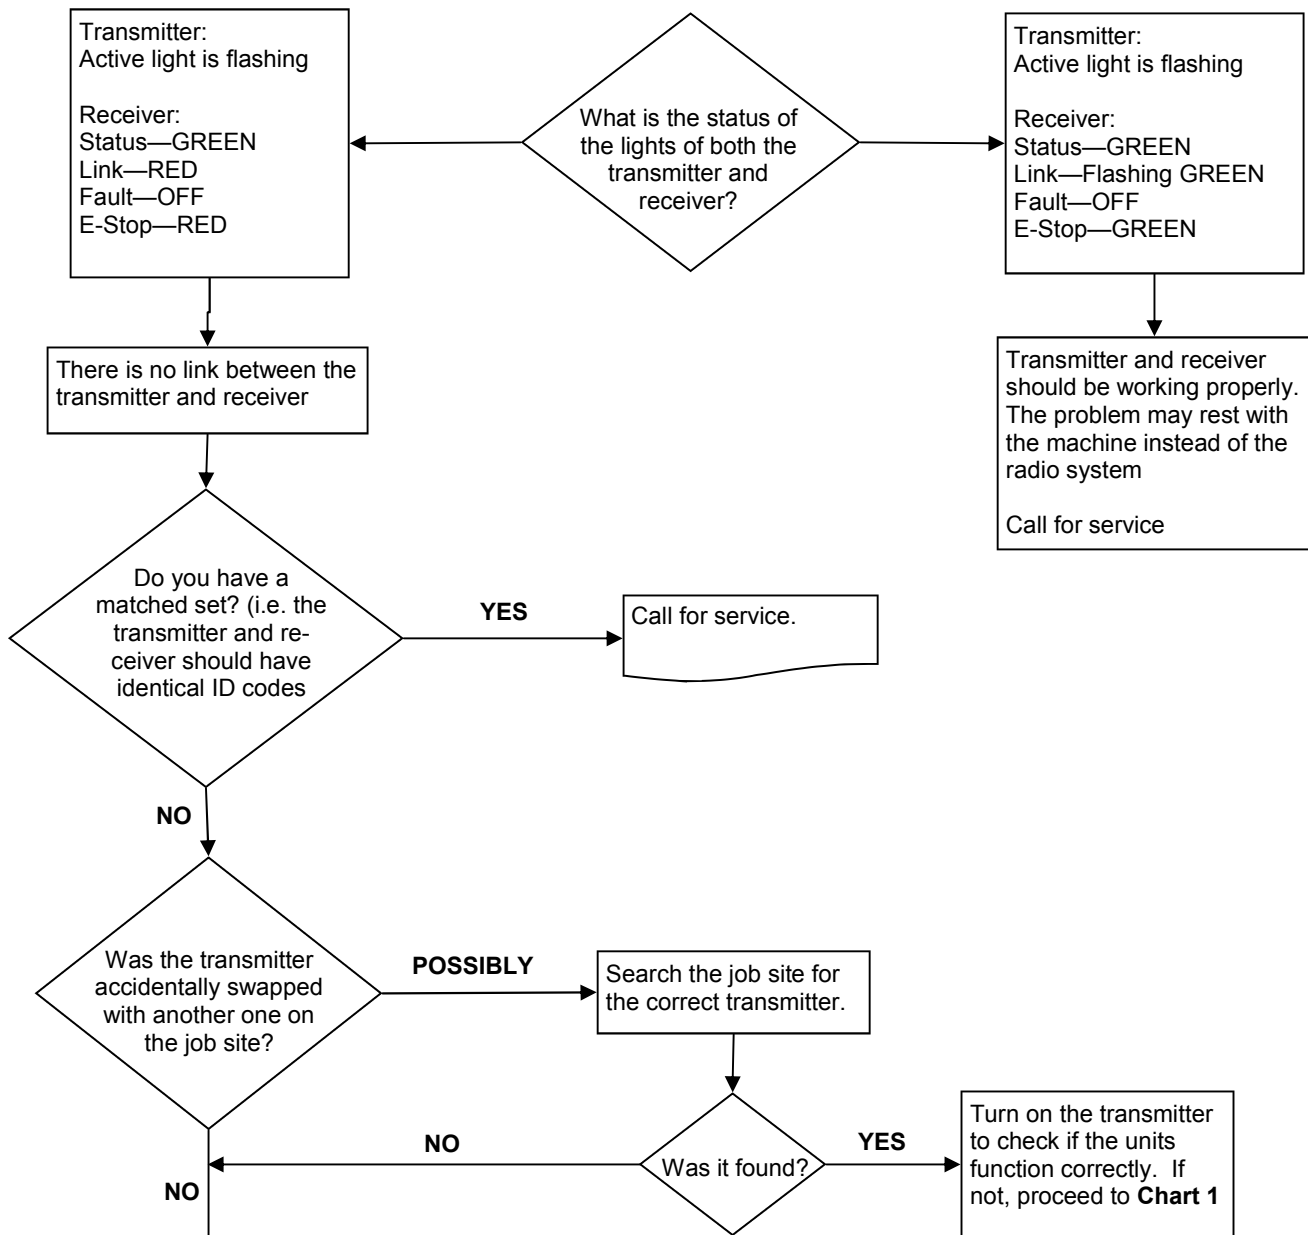 Transmitter:
Active light is flashing
Receiver:
Status—GREEN
Link—RED
Fault—OFF
E-Stop—RED
What is the status of
the lights of both the
transmitter and
receiver?
Transmitter:
Active light is flashing
Receiver:
Status—GREEN
Link—Flashing GREEN
Fault—OFF
E-Stop—GREEN
There is no link between the
transmitter and receiver
Transmitter and receiver
should be working properly.
The problem may rest with
the machine instead of the
radio system
Call for service
Do you have a
matched set? (i.e. the
transmitter and re-
ceiver should have
identical ID codes
YES
Call for service.
NO
Was the transmitter
accidentally swapped
with another one on
the job site?
POSSIBLY
Search the job site for
the correct transmitter.
Was it found?
NO
YES
Turn on the transmitter
to check if the units
function correctly.  If
not, proceed to Chart 1
NO